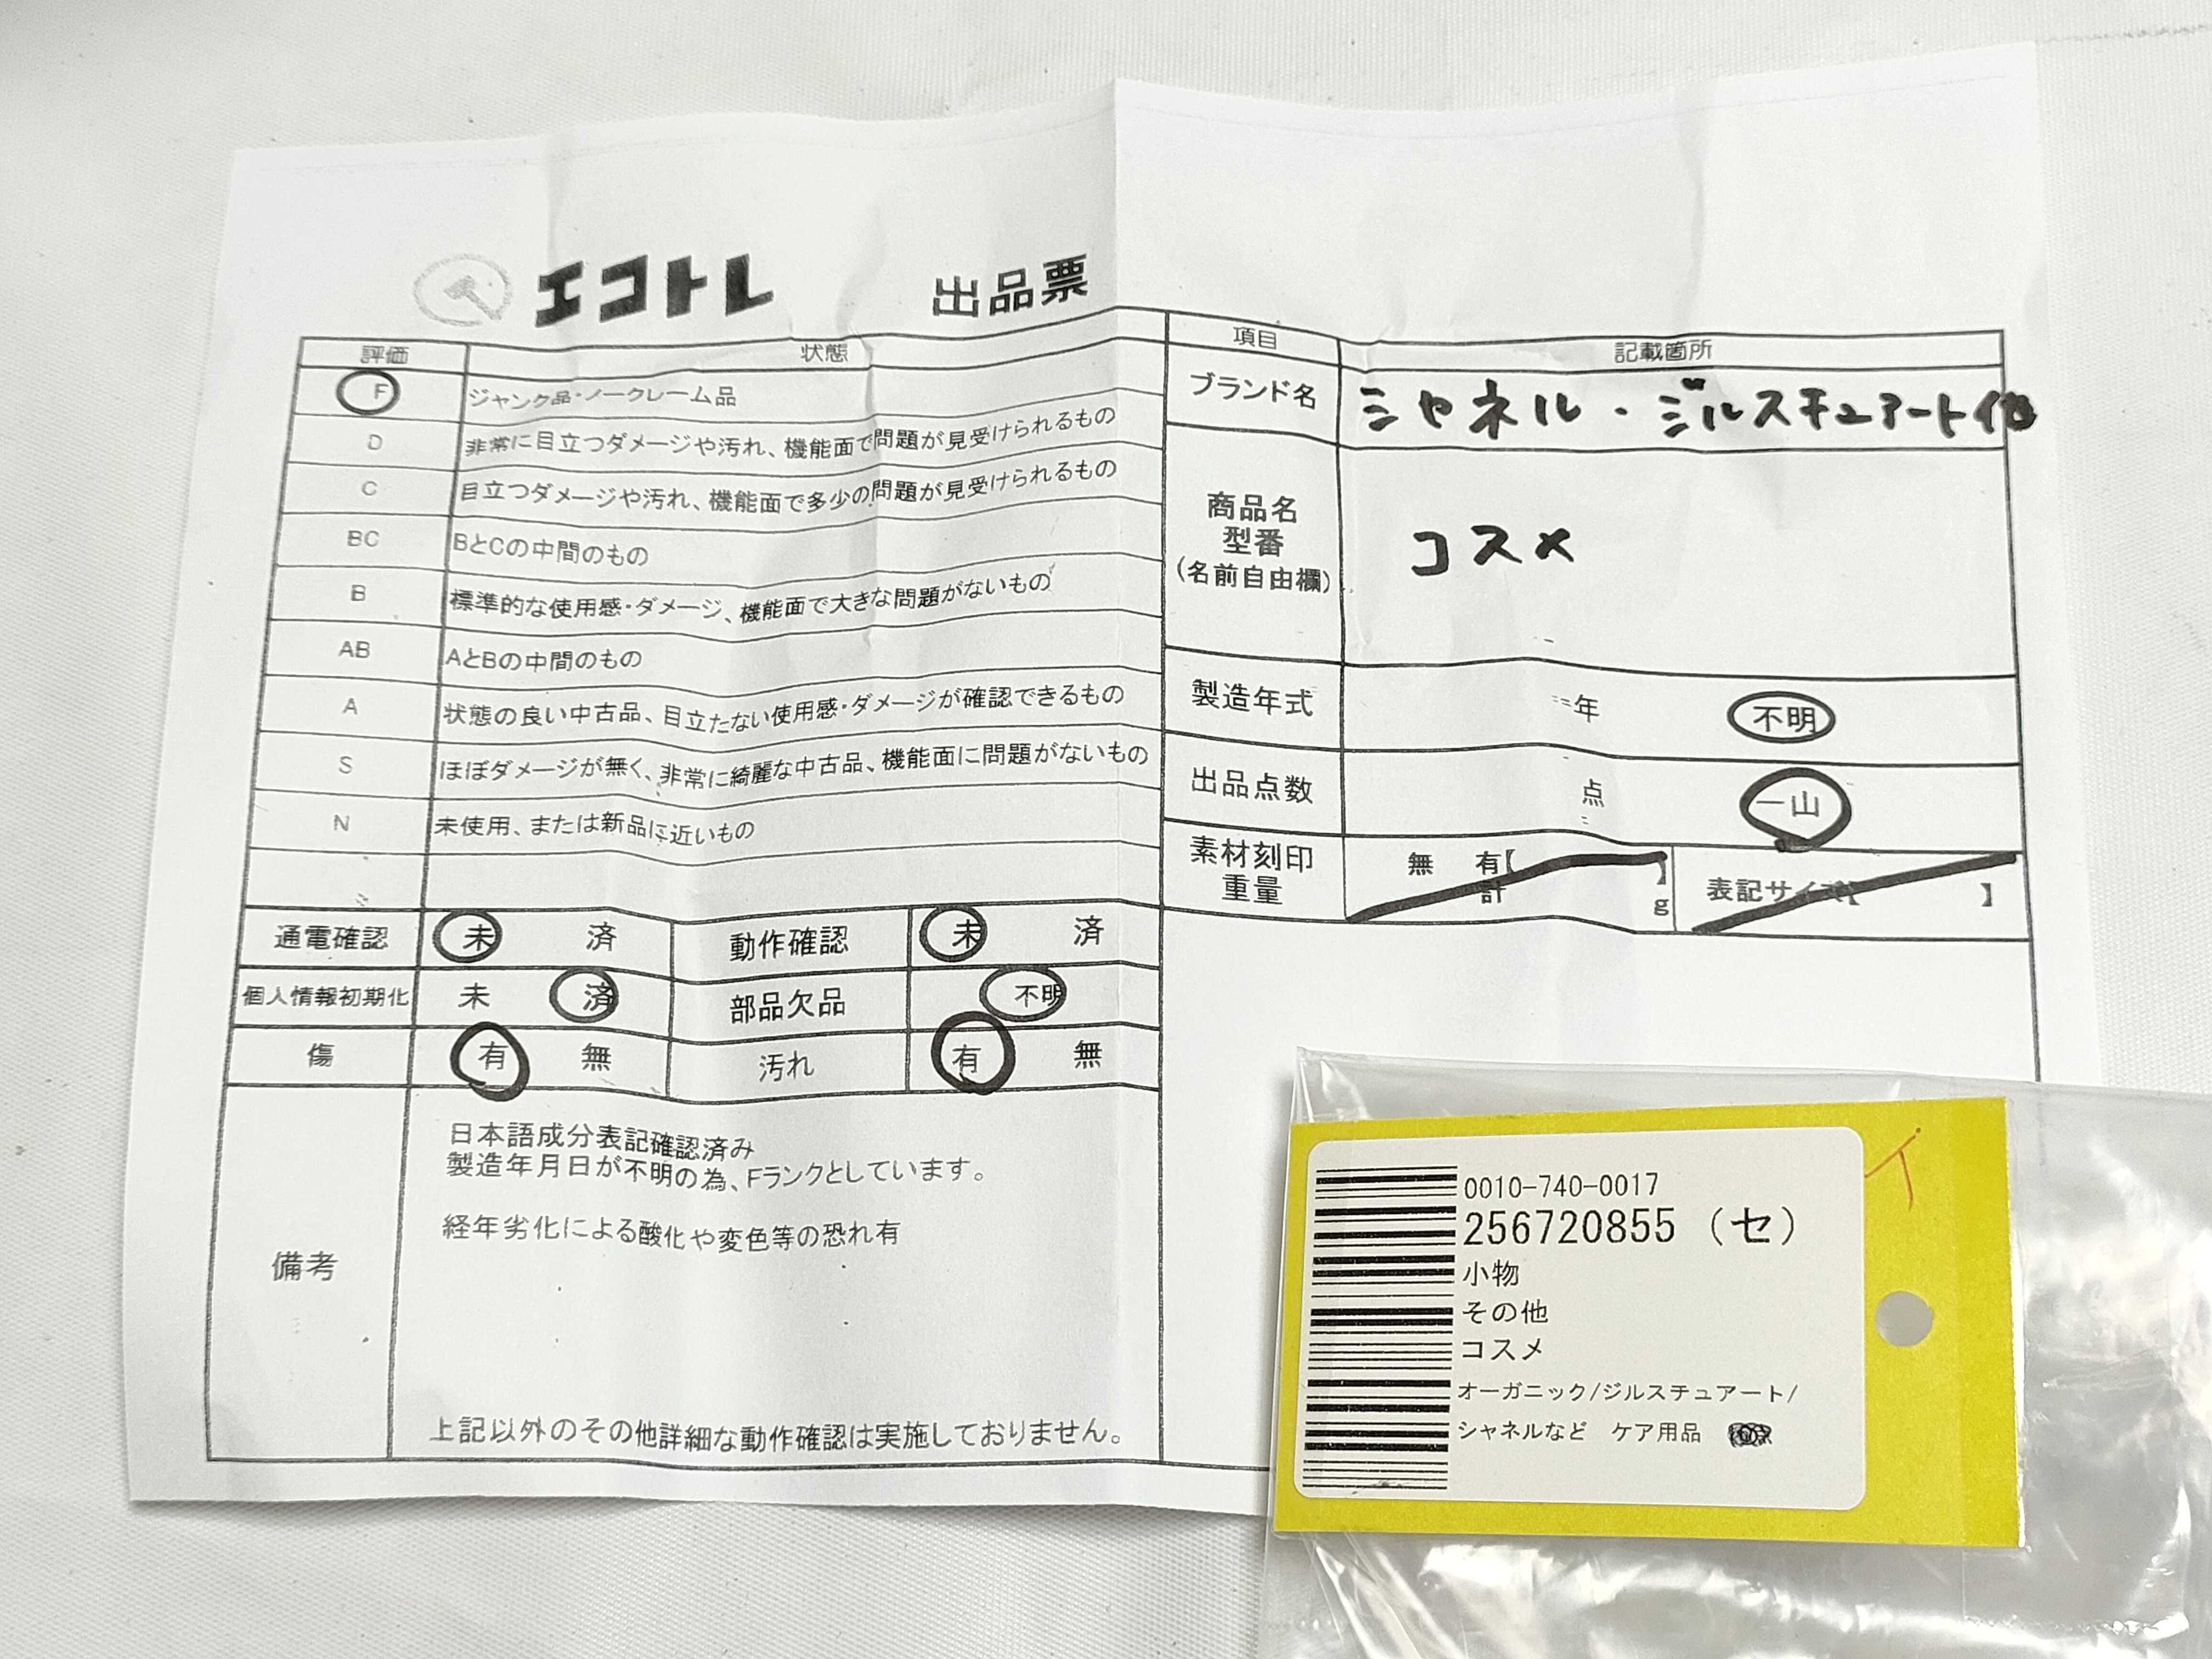 エコトレ 出品票
評価 状態
F ジャンク品・ノークレーム品
D 非常に目立つダメージや汚れ、機能面で問題が見受けられるもの
C 目立つダメージや汚れ、機能面で多少の問題が見受けられるもの
BC BとCの中間のもの
B 標準的な使用感・ダメージ、機能面で大きな問題がないもの
AB AとBの中間のもの
A 状態の良い中古品、目立たない使用感・ダメージが確認できるもの
S ほぼダメージが無く、非常に綺麗な中古品、機能面に問題がないもの
N 未使用、または新品に近いもの
通電確認 未 済 動作確認 未 済
個人情報初期化 未 済 部品欠品 不明
傷 有 無 汚れ 有 無
備考
日本語成分表記確認済み
製造年月日が不明の為、Fランクとしています。
経年劣化による酸化や変色等の恐れ有
上記以外のその他詳細な動作確認は実施しておりません。
項目 記載箇所
ブランド名 シャネル・ジルスチュアート他
商品名
型番
(名前自由欄)
コスメ
製造年式 年 不明
出品点数 点 一山
素材刻印
重量
無 有【 】
計 g
表記サイズ【 】
イ
0010-740-0017
256720855 (セ)
小物
その他
コスメ
オーガニック/ジルスチュアート/
シャネルなど ケア用品